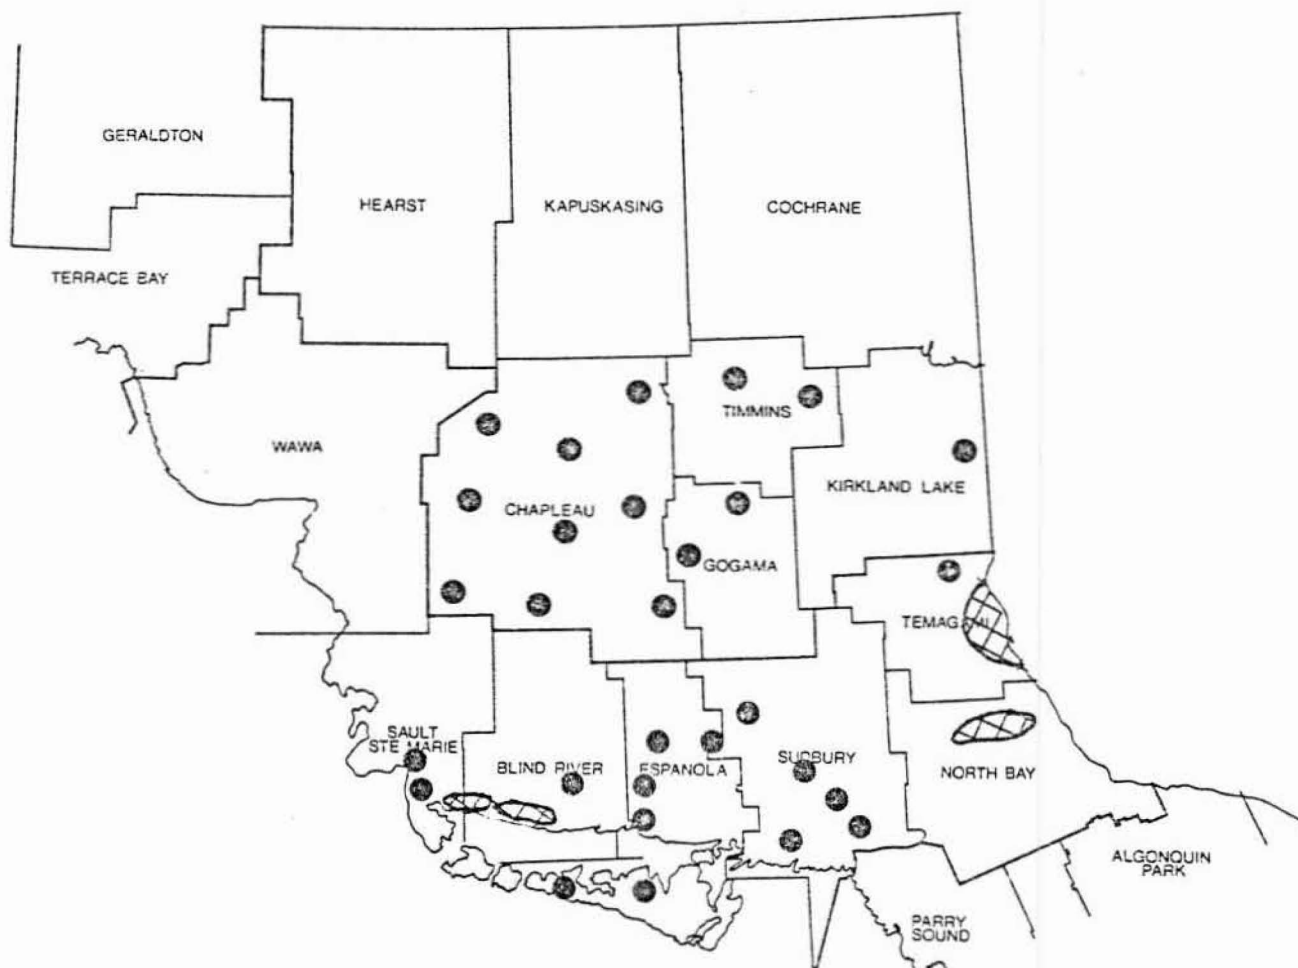 GERALDTON
HEARST
KAPUSKASING
COCHRANE
TERRACE BAY
TIMMINS
WAWA
CHAPLEAU
KIRKLAND LAKE
GOGAMA
TEMAGAMI
SAULT
STE MARIE
BLIND RIVER
ESPANOLA
SUDBURY
NORTH BAY
ALGONQUIN
PARK
PARRY
SOUND